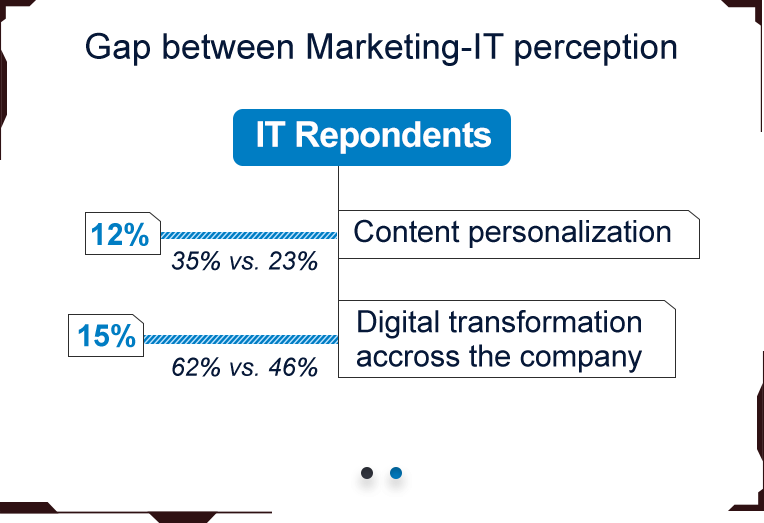 Gap between Marketing-IT perception
IT Repondents
12%
Content personalization
35% vs. 23%
15%
Digital transformation
accross the company
62% vs. 46%